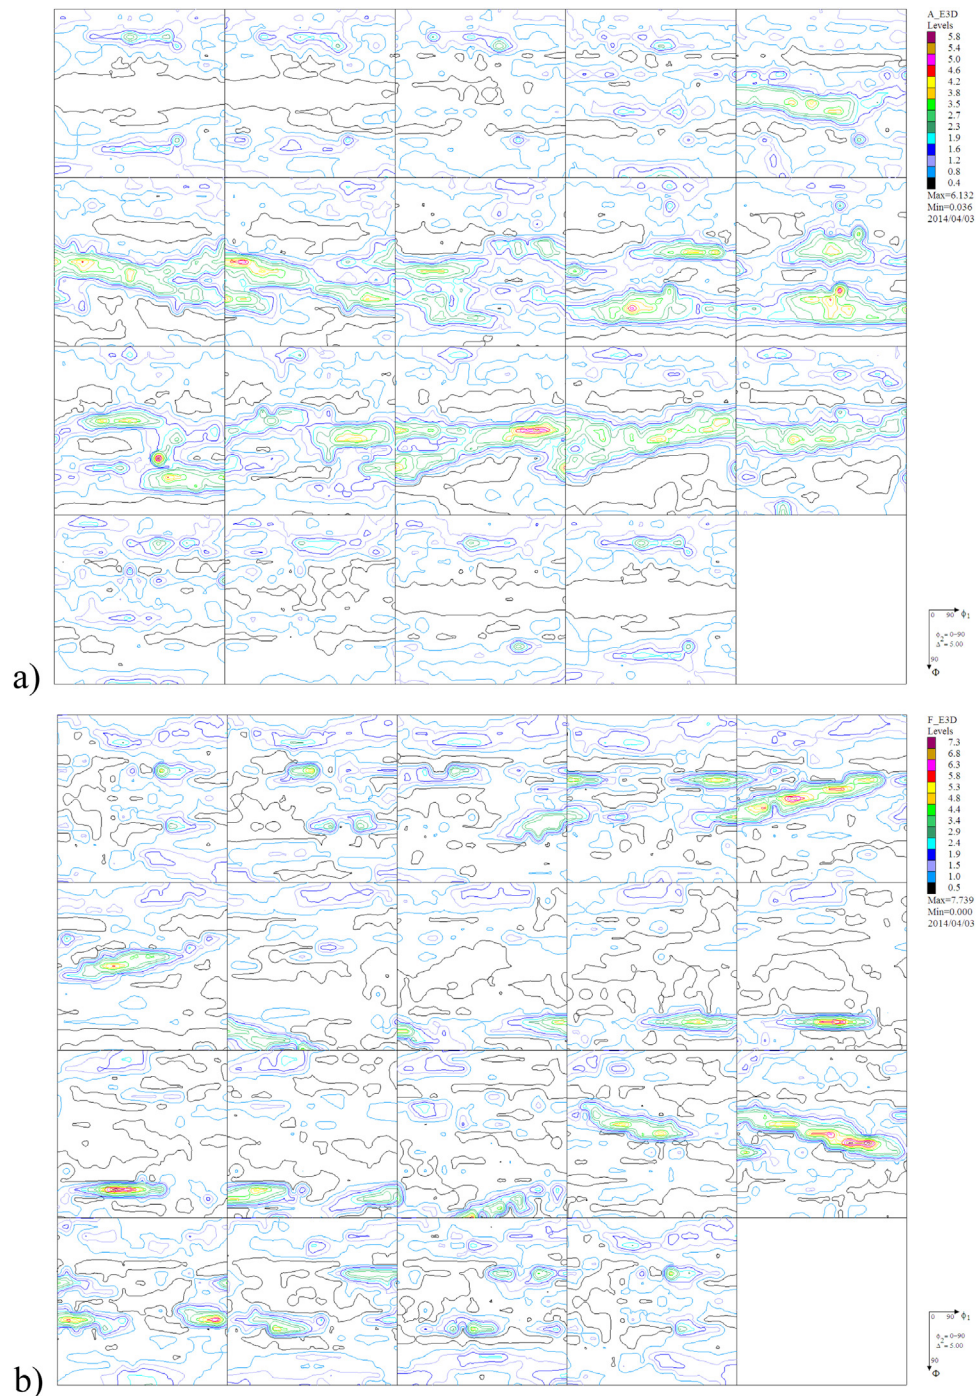 A_E3D
Levels
5.8
5.4
5.0
4.6
4.2
3.8
3.5
2.7
2.3
1.9
1.6
1.2
0.8
0.4
Max=6.132
Min=0.036
2014/04/03
0 90 ϕ1
ϕ2= 0-90
Δ = 5.00
90
Φ
a)
F_E3D
Levels
7.3
6.8
6.3
5.8
5.3
4.8
4.4
3.4
2.9
2.4
1.9
1.5
1.0
0.5
Max=7.739
Min=0.000
2014/04/03
0 90 ϕ1
ϕ2= 0-90
Δ = 5.00
90
Φ
b)